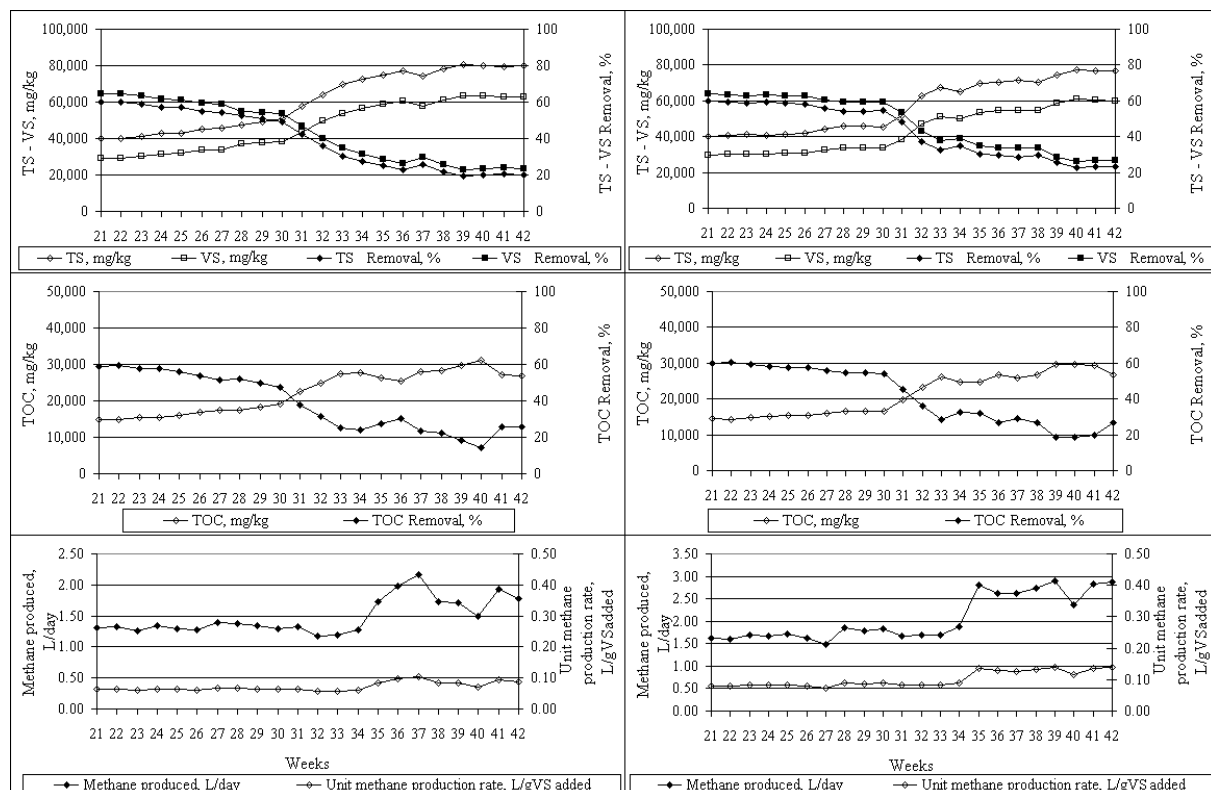 100,000
80,000
60,000
40,000
20,000
0
TS - VS, mg/kg
100
80
60
40
20
0
TS - VS Removal, %
21 22 23 24 25 26 27 28 29 30 31 32 33 34 35 36 37 38 39 40 41 42
TS, mg/kg VS, mg/kg TS Removal, % VS Removal, %
100,000
80,000
60,000
40,000
20,000
0
TS - VS, mg/kg
100
80
60
40
20
0
TS - VS Removal, %
21 22 23 24 25 26 27 28 29 30 31 32 33 34 35 36 37 38 39 40 41 42
TS, mg/kg VS, mg/kg TS Removal, % VS Removal, %
50,000
40,000
30,000
20,000
10,000
0
TOC, mg/kg
100
80
60
40
20
0
TOC Removal, %
21 22 23 24 25 26 27 28 29 30 31 32 33 34 35 36 37 38 39 40 41 42
TOC, mg/kg TOC Removal, %
50,000
40,000
30,000
20,000
10,000
0
TOC, mg/kg
100
80
60
40
20
0
TOC Removal, %
21 22 23 24 25 26 27 28 29 30 31 32 33 34 35 36 37 38 39 40 41 42
TOC, mg/kg TOC Removal, %
2.50
2.00
1.50
1.00
0.50
0.00
Methane produced,
L/day
0.50
0.40
0.30
0.20
0.10
0.00
Unit methane
production rate,
L/gVSadded
21 22 23 24 25 26 27 28 29 30 31 32 33 34 35 36 37 38 39 40 41 42
Weeks
Methane produced, L/day Unit methane production rate, L/gVS added
3.50
3.00
2.50
2.00
1.50
1.00
0.50
0.00
Methane produced,
L/day
0.50
0.40
0.30
0.20
0.10
0.00
Unit methane
production rate,
L/gVSadded
21 22 23 24 25 26 27 28 29 30 31 32 33 34 35 36 37 38 39 40 41 42
Weeks
Methane produced, L/day Unit methane production rate, L/gVS added